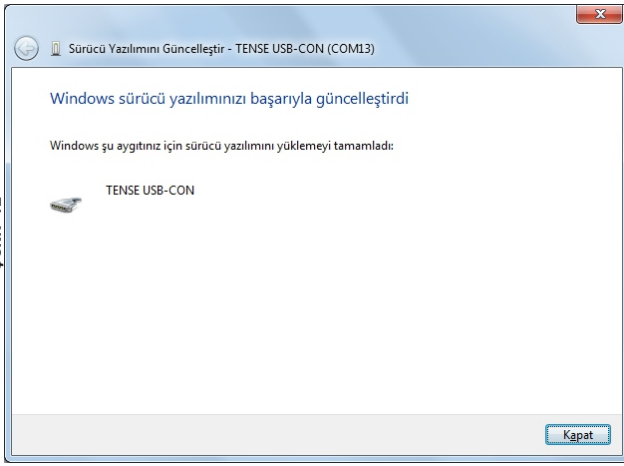 Sürücü Yazılımını Güncelleştir - TENSE USB-CON (COM13)
Windows sürücü yazılımınızı başarıyla güncelleştirdi
Windows şu aygıtınız için sürücü yazılımını yüklemeyi tamamladı:
TENSE USB-CON
Kapat